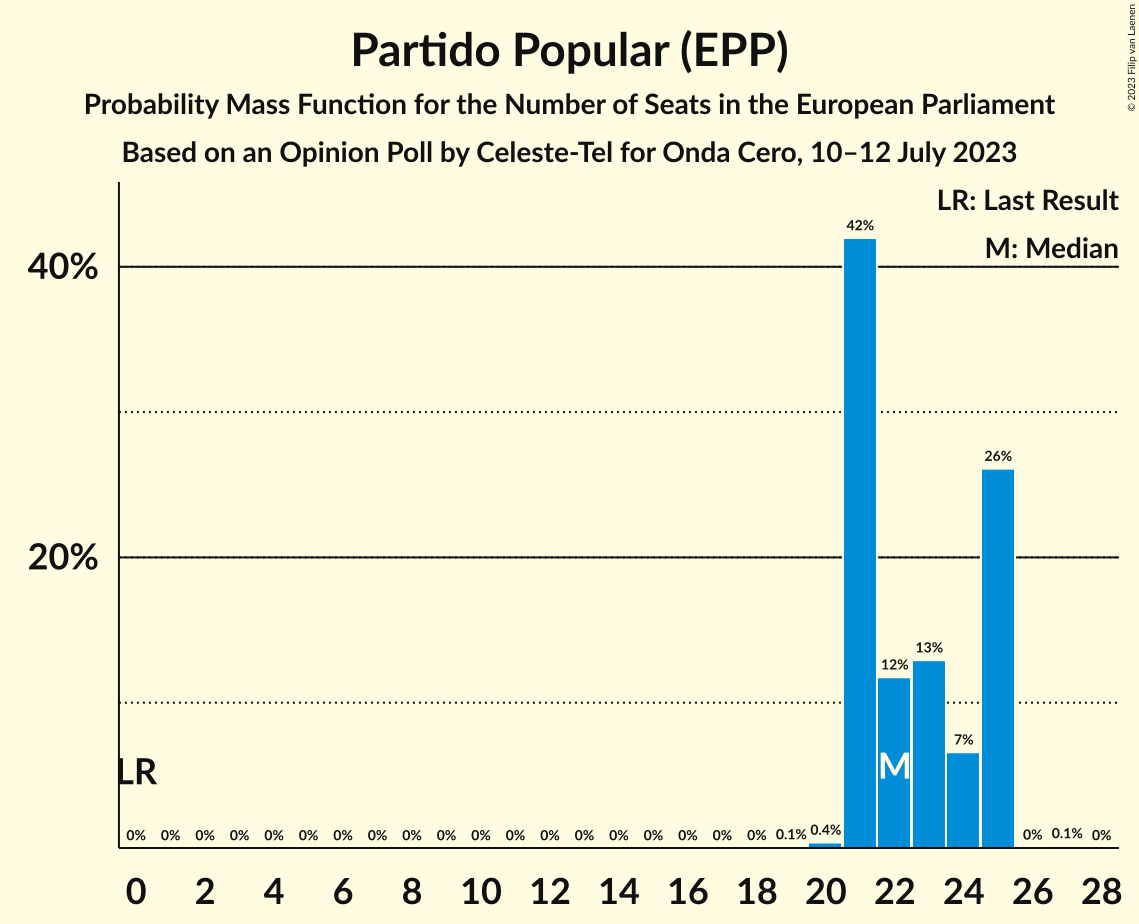 Partido Popular (EPP)
Probability Mass Function for the Number of Seats in the European Parliament
Based on an Opinion Poll by Celeste-Tel for Onda Cero, 10–12 July 2023
© 2023 Filip van Laenen
LR: Last Result
M: Median
40%
20%
42%
26%
13%
12%
7%
LR
M
0% 0% 0% 0% 0% 0% 0% 0% 0% 0% 0% 0% 0% 0% 0% 0% 0% 0% 0% 0.1% 0.4% 0% 0.1% 0%
0 2 4 6 8 10 12 14 16 18 20 22 24 26 28